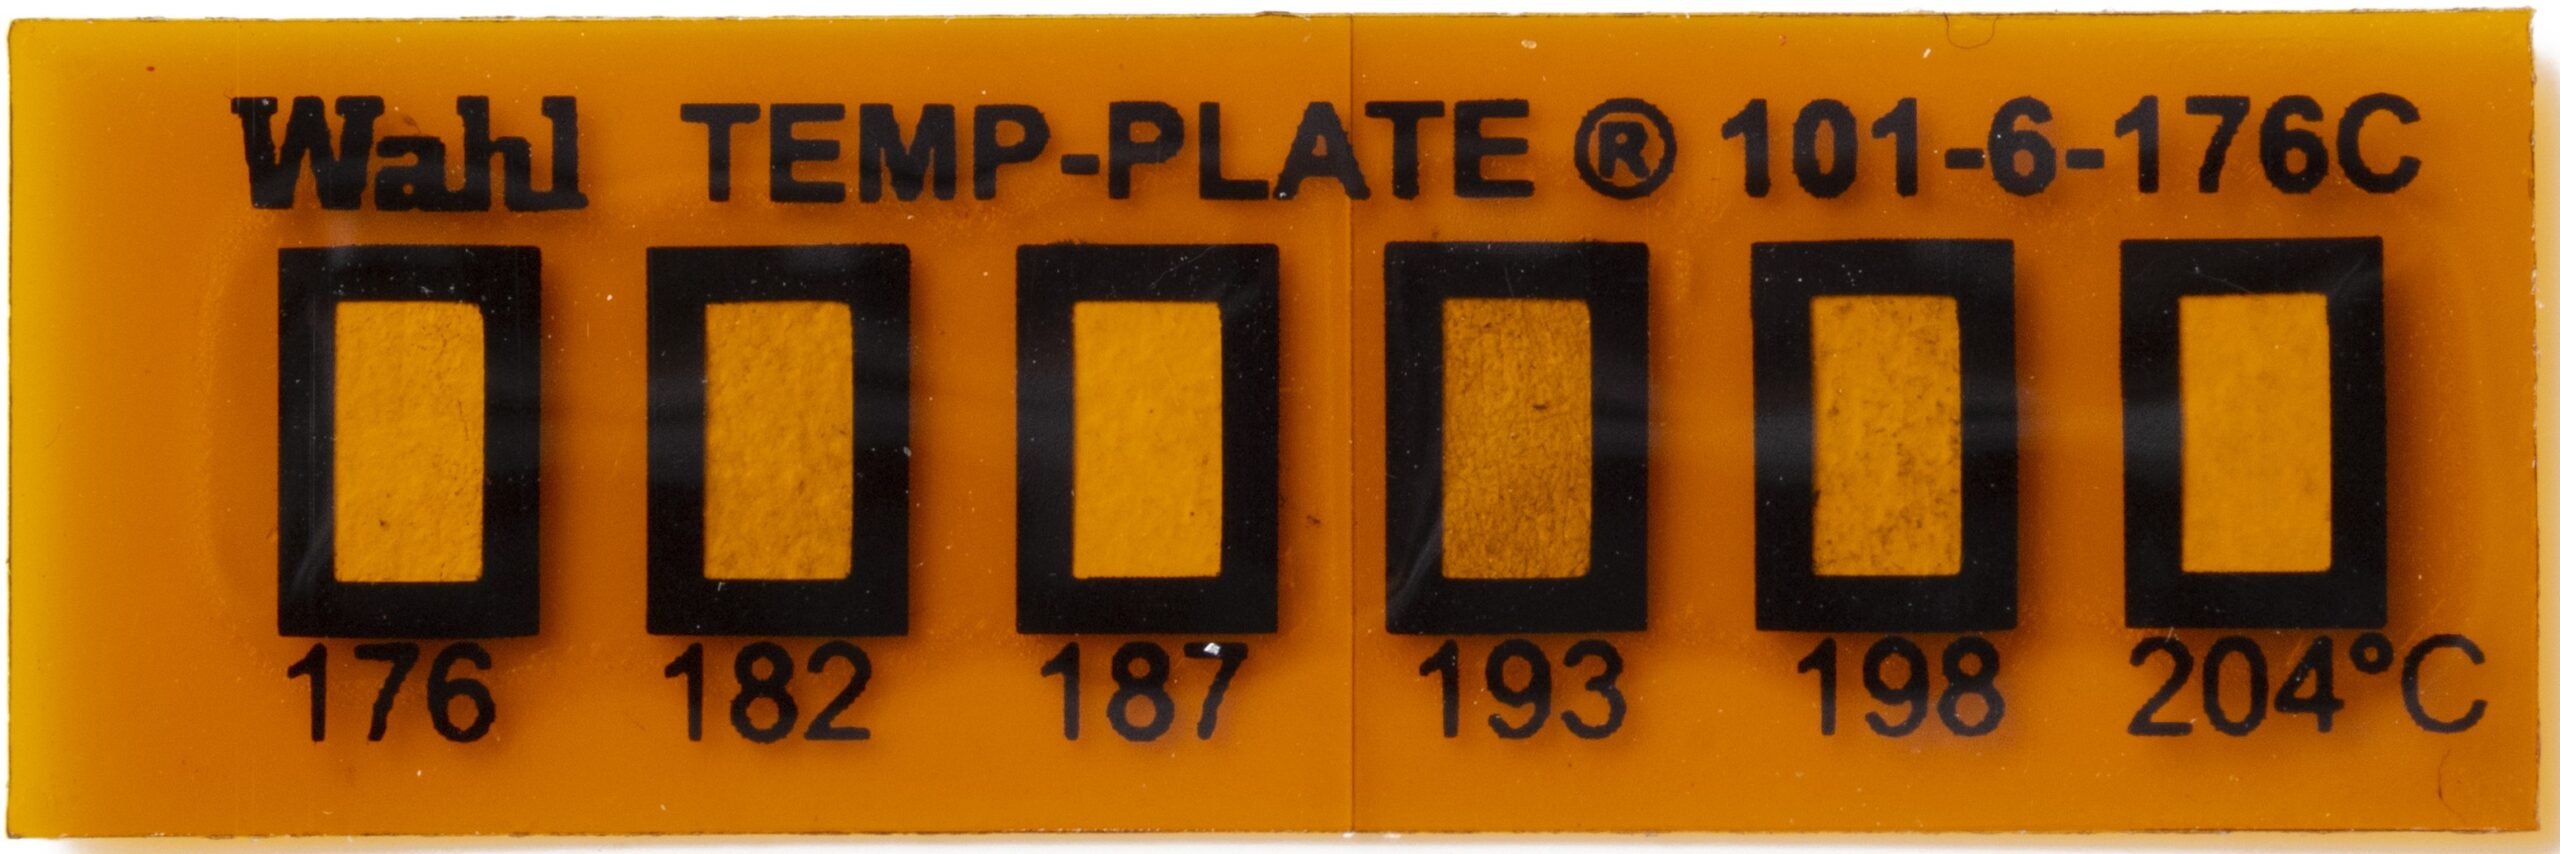 Wahl TEMP-PLATE ® 101-6-176C
176 182 187 193 198 204°C